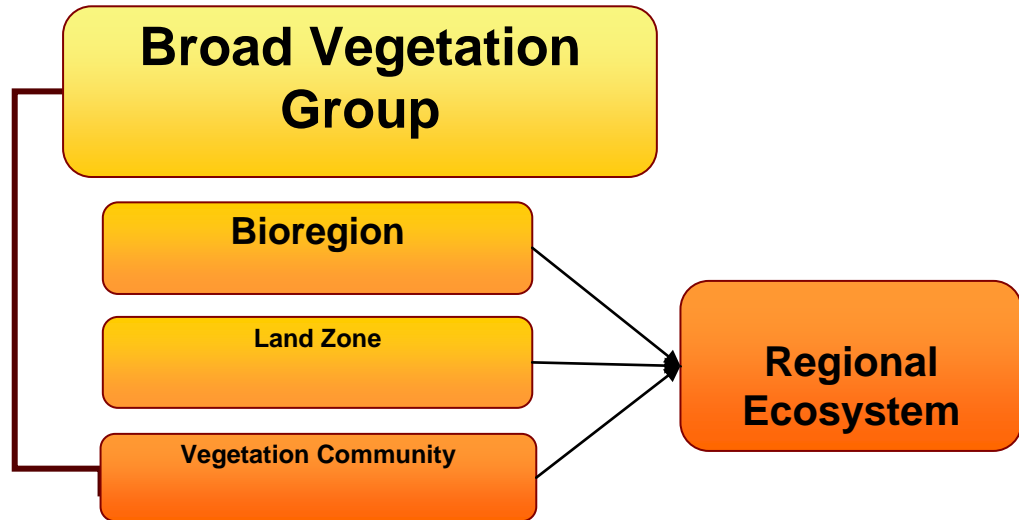 Broad Vegetation
Group
Bioregion
Land Zone
Vegetation Community
Regional
Ecosystem